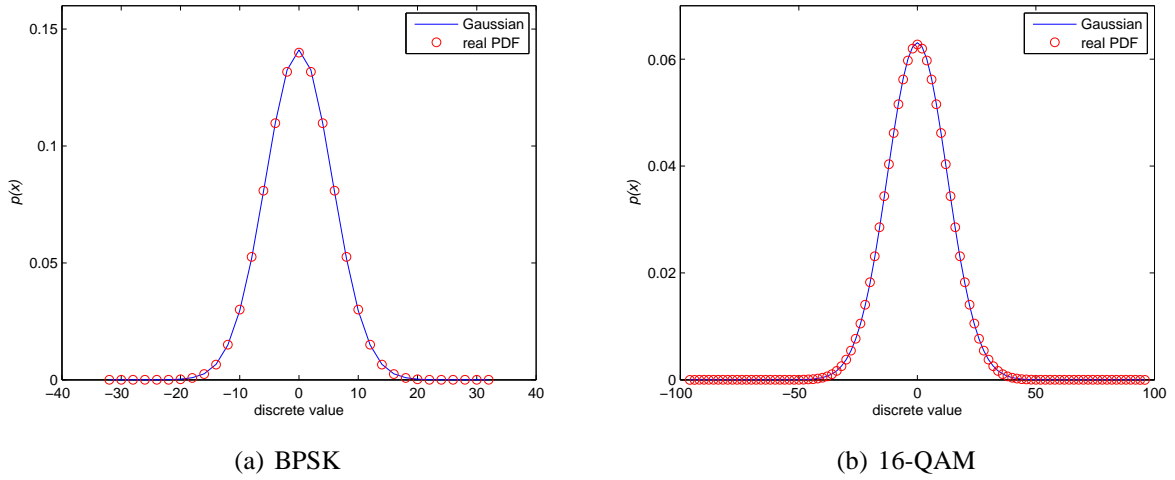 0.15
0.1
0.05
0
p(x)
−40
−30
−20
−10
0
10
20
30
40
discrete value
Gaussian
real PDF
(a) BPSK
0.06
0.04
0.02
0
p(x)
−100
−50
0
50
100
discrete value
Gaussian
real PDF
(b) 16-QAM